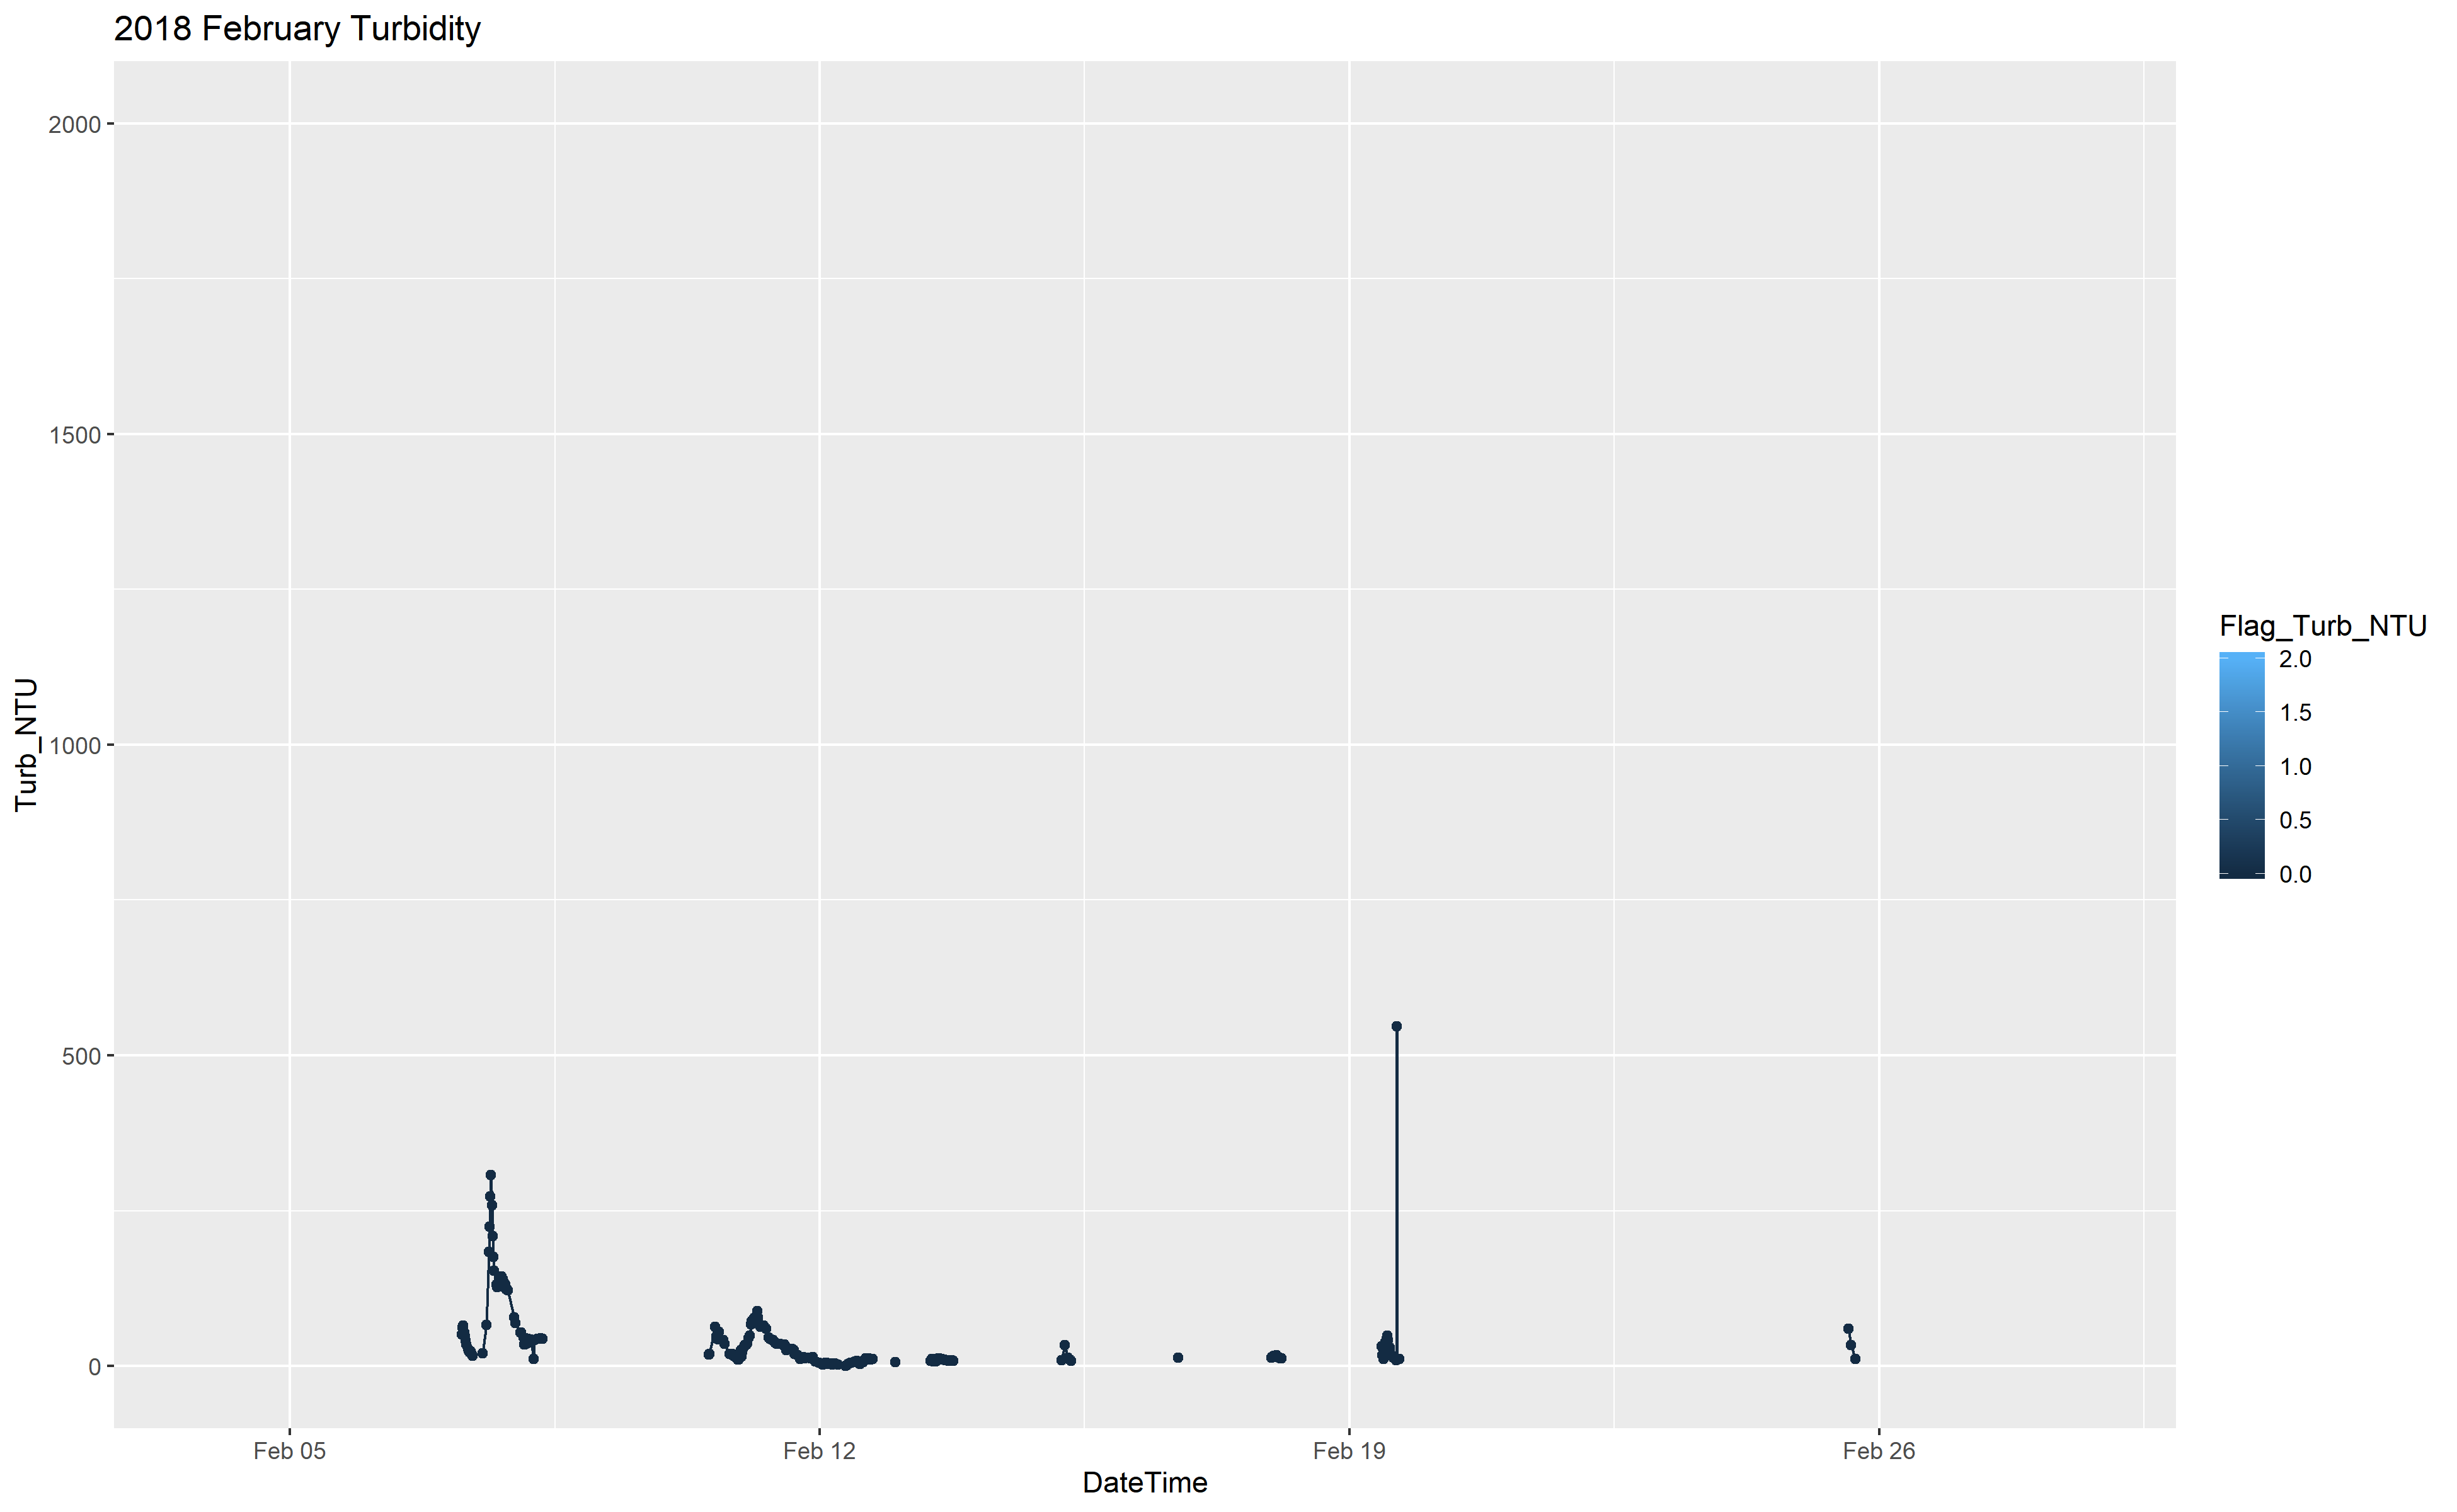 2018 February Turbidity
2000
1500
1000
500
0
Turb_NTU
Feb 05
Feb 12
Feb 19
Feb 26
DateTime
Flag_Turb_NTU
2.0
1.5
1.0
0.5
0.0